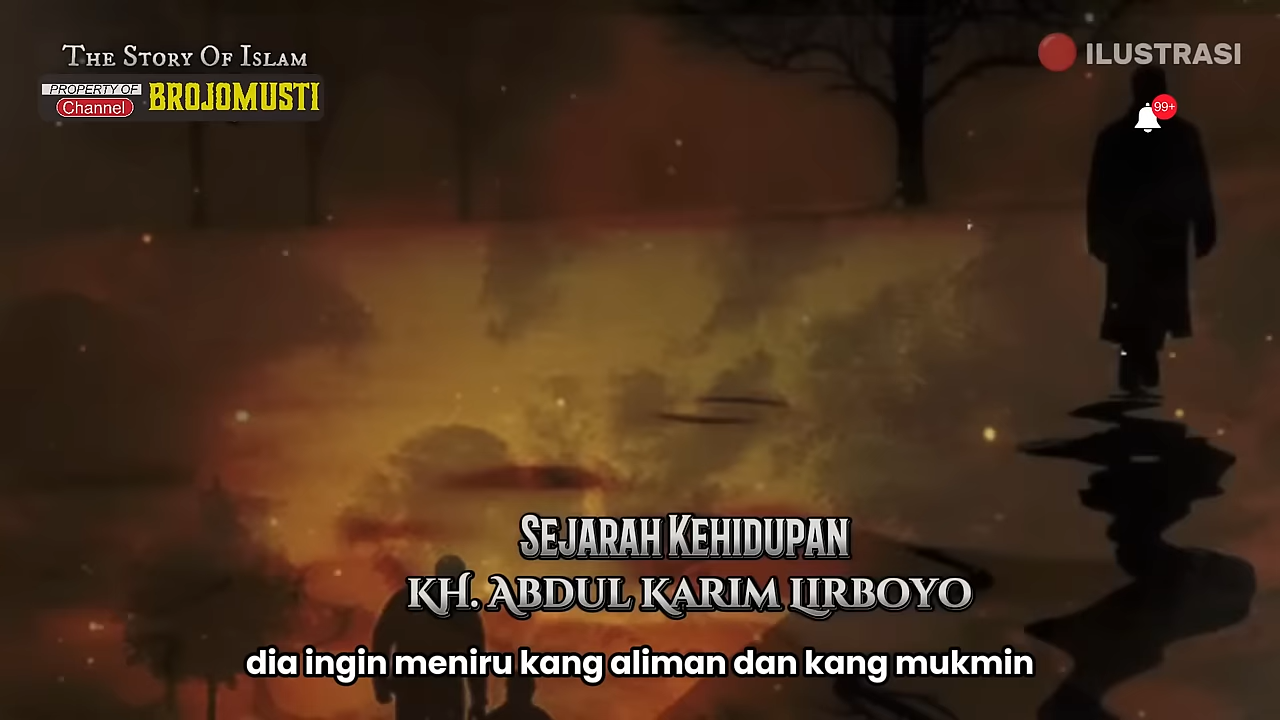 The Story Of Islam
PROPERTY OF
Channel
BROJOMUSTI
ILUSTRASI
99+
Sejarah Kehidupan
KH. Abdul Karim Lirboyo
dia ingin meniru kang aliman dan kang mukmin